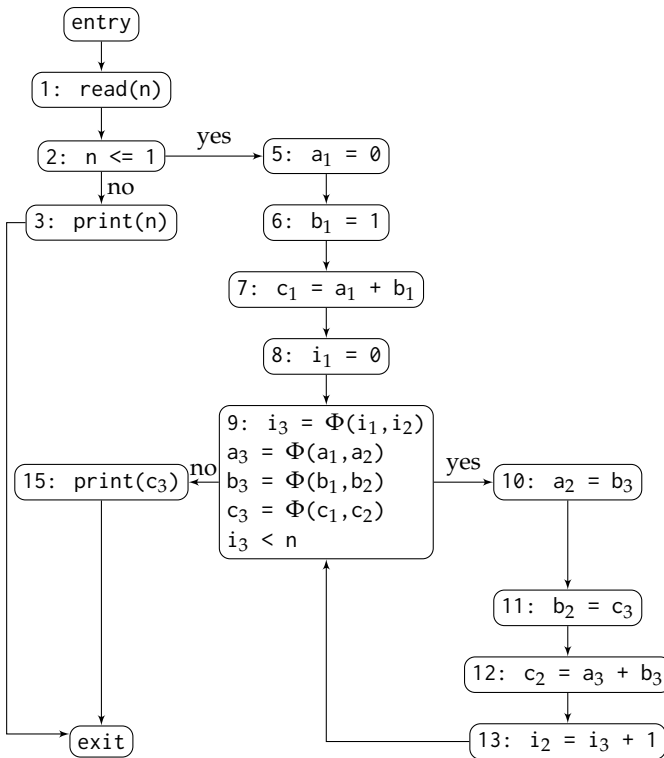 entry
1: read(n)
2: n <= 1
yes
no
3: print(n)
5: a₁ = 0
6: b₁ = 1
7: c₁ = a₁ + b₁
8: i₁ = 0
9: i₃ = Φ(i₁,i₂)
a₃ = Φ(a₁,a₂)
b₃ = Φ(b₁,b₂)
c₃ = Φ(c₁,c₂)
i₃ < n
no
15: print(c₃)
yes
10: a₂ = b₃
11: b₂ = c₃
12: c₂ = a₃ + b₃
13: i₂ = i₃ + 1
exit